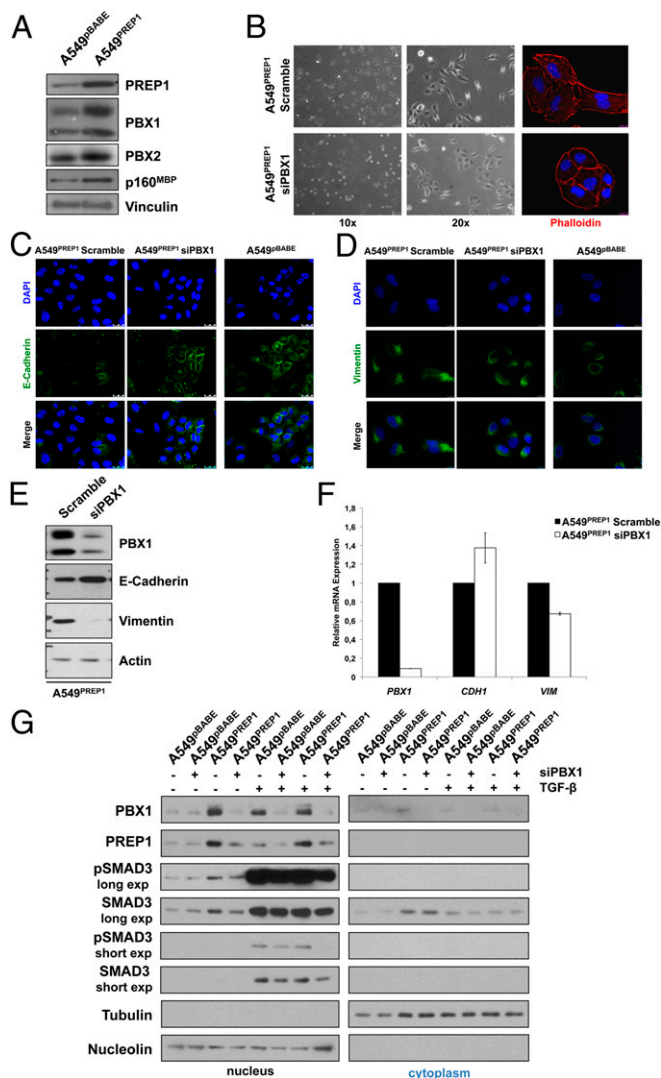 A
A549pBABE
A549PREP1
PREP1
PBX1
PBX2
p160MBP
Vinculin
B
A549PREP1
Scramble
A549PREP1
siPBX1
10x
20x
Phalloidin
C
A549PREP1 Scramble
A549PREP1 siPBX1
A549pBABE
DAPI
E-Cadherin
Merge
D
A549PREP1 Scramble
A549PREP1 siPBX1
A549pBABE
DAPI
Vimentin
Merge
E
Scramble
siPBX1
PBX1
E-Cadherin
Vimentin
Actin
A549PREP1
F
A549PREP1 Scramble
A549PREP1 siPBX1
Relative mRNA Expression
1,8
1,6
1,4
1,2
1
0,8
0,6
0,4
0,2
0
PBX1
CDH1
VIM
G
A549pBABE A549pBABE A549PREP1 A549PREP1 A549pBABE A549pBABE A549PREP1 A549PREP1 A549pBABE A549pBABE A549PREP1 A549PREP1 A549pBABE A549pBABE A549PREP1 A549PREP1
- + - + - + - + - + - + - + - + siPBX1
- - - - + + + + - - - - + + + + TGF-β
PBX1
PREP1
pSMAD3
long exp
SMAD3
long exp
pSMAD3
short exp
SMAD3
short exp
Tubulin
Nucleolin
nucleus
cytoplasm